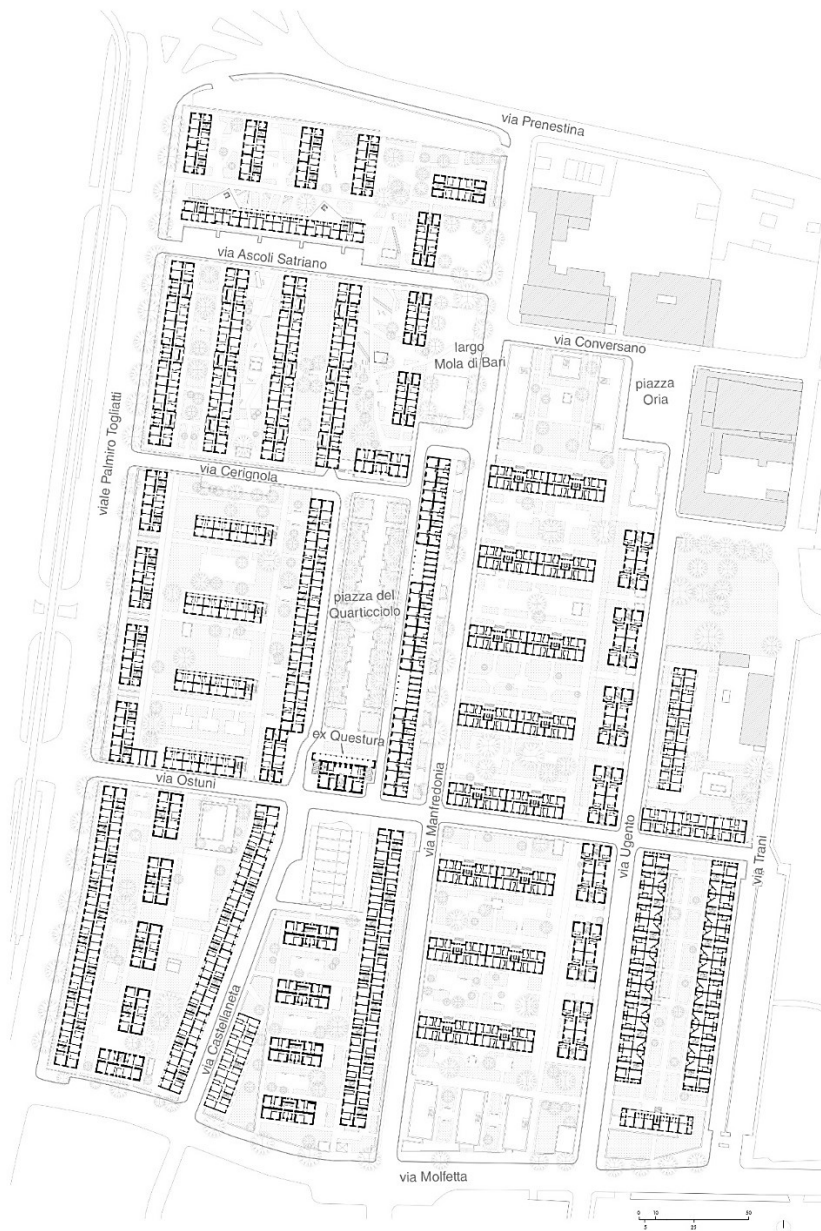 via Prenestina
via Ascoli Satriano
via Conversano
largo
Mola di Bari
piazza
Oria
viale Palmiro Togliatti
via Cerignola
piazza del
Quarticciolo
ex Questura
via Ostuni
via Manfredonia
via Ugento
via Trani
via Castellaneta
via Molfetta
0 10 50
5 25